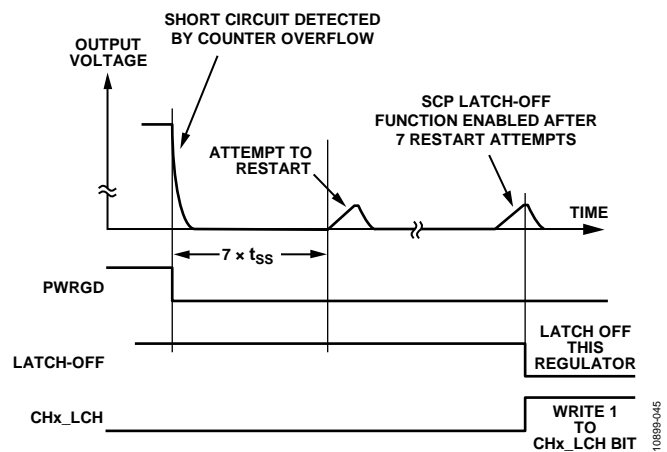 SHORT CIRCUIT DETECTED
BY COUNTER OVERFLOW
OUTPUT
VOLTAGE
SCP LATCH-OFF
FUNCTION ENABLED AFTER
7 RESTART ATTEMPTS
ATTEMPT TO
RESTART
TIME
7 × tSS
PWRGD
LATCH-OFF
LATCH OFF
THIS
REGULATOR
CHx_LCH
WRITE 1
TO
CHx_LCH BIT
10899-045